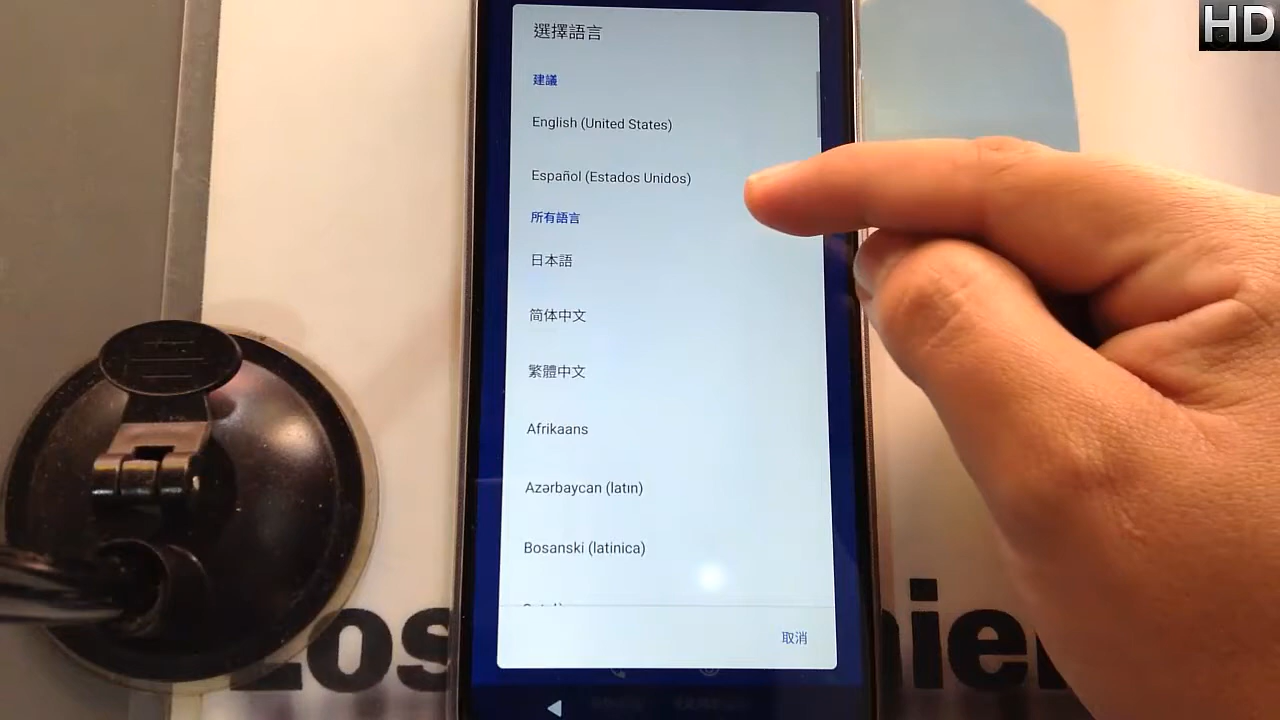 HD
選擇語言
建議
English (United States)
Español (Estados Unidos)
所有語言
日本語
简体中文
繁體中文
Afrikaans
Azərbaycan (latın)
Bosanski (latinica)
取消
Los